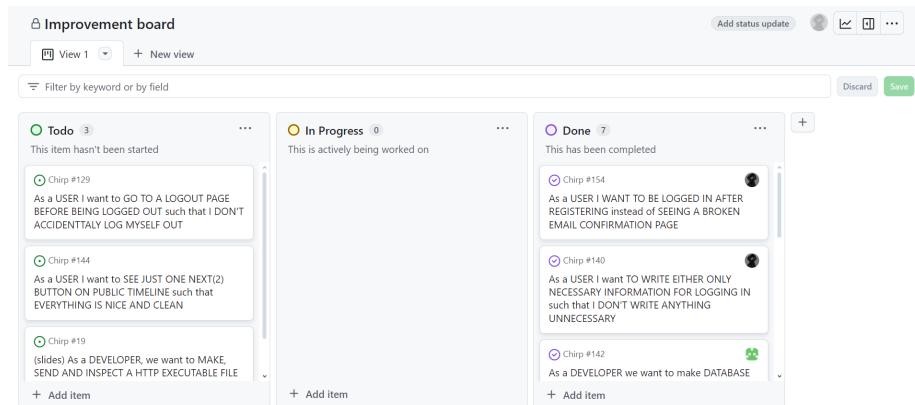 Improvement board
Add status update
View 1
New view
Filter by keyword or by field
Discard
Save
Todo 3
This item hasn't been started
Chirp #129
As a USER I want to GO TO A LOGOUT PAGE
BEFORE BEING LOGGED OUT such that I DON'T
ACCIDENTTALY LOG MYSELF OUT
Chirp #144
As a USER I want to SEE JUST ONE NEXT(2)
BUTTON ON PUBLIC TIMELINE such that
EVERYTHING IS NICE AND CLEAN
Chirp #19
(slides) As a DEVELOPER, we want to MAKE,
SEND AND INSPECT A HTTP EXECUTABLE FILE
+ Add item
In Progress 0
This is actively being worked on
+ Add item
Done 7
This has been completed
Chirp #154
As a USER I WANT TO BE LOGGED IN AFTER
REGISTERING instead of SEEING A BROKEN
EMAIL CONFIRMATION PAGE
Chirp #140
As a USER I want TO WRITE EITHER ONLY
NECESSARY INFORMATION FOR LOGGING IN
such that I DON'T WRITE ANYTHING
UNNECESSARY
Chirp #142
As a DEVELOPER we want to make DATABASE
+ Add item